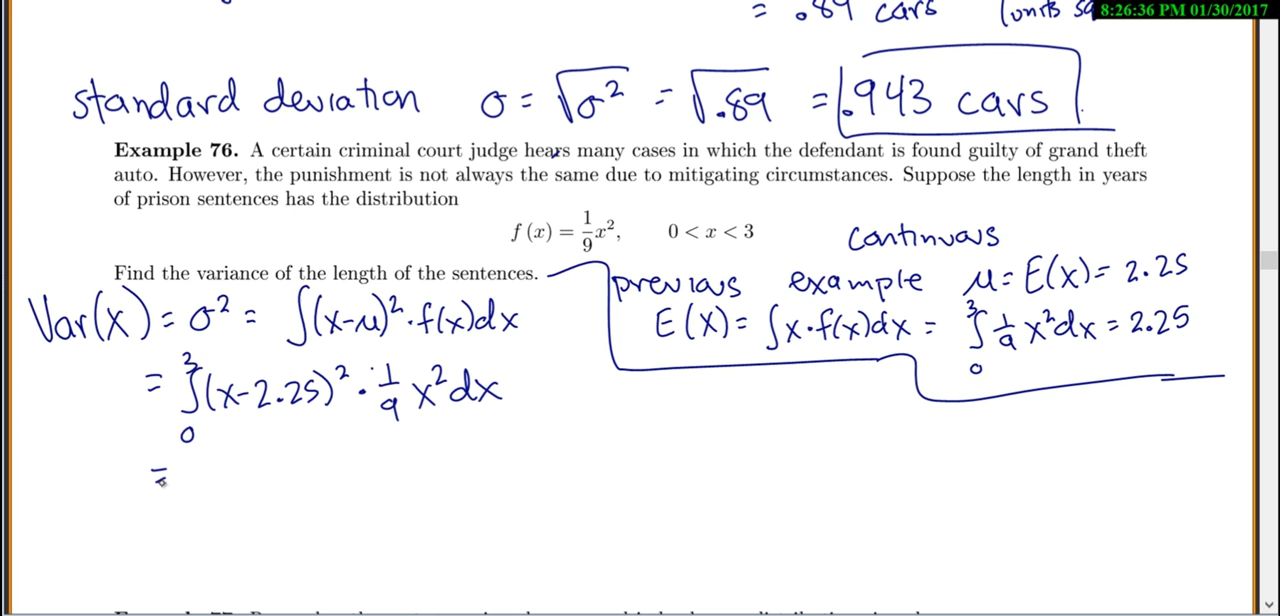 = .89 cars (units sq
8:26:36 PM 01/30/2017
standard deviation σ = √σ² = √.89 = .943 cars
Example 76. A certain criminal court judge hears many cases in which the defendant is found guilty of grand theft
auto. However, the punishment is not always the same due to mitigating circumstances. Suppose the length in years
of prison sentences has the distribution
f (x) = 1/9 x², 0 < x < 3
continuous
Find the variance of the length of the sentences.
previous example μ = E(x) = 2.25
E(X) = ∫x·f(x)dx = ∫₀³ 1/9 x²dx = 2.25
Var(X) = σ² = ∫(x-μ)²·f(x)dx
= ∫₀³(x-2.25)²·1/9 x²dx
=